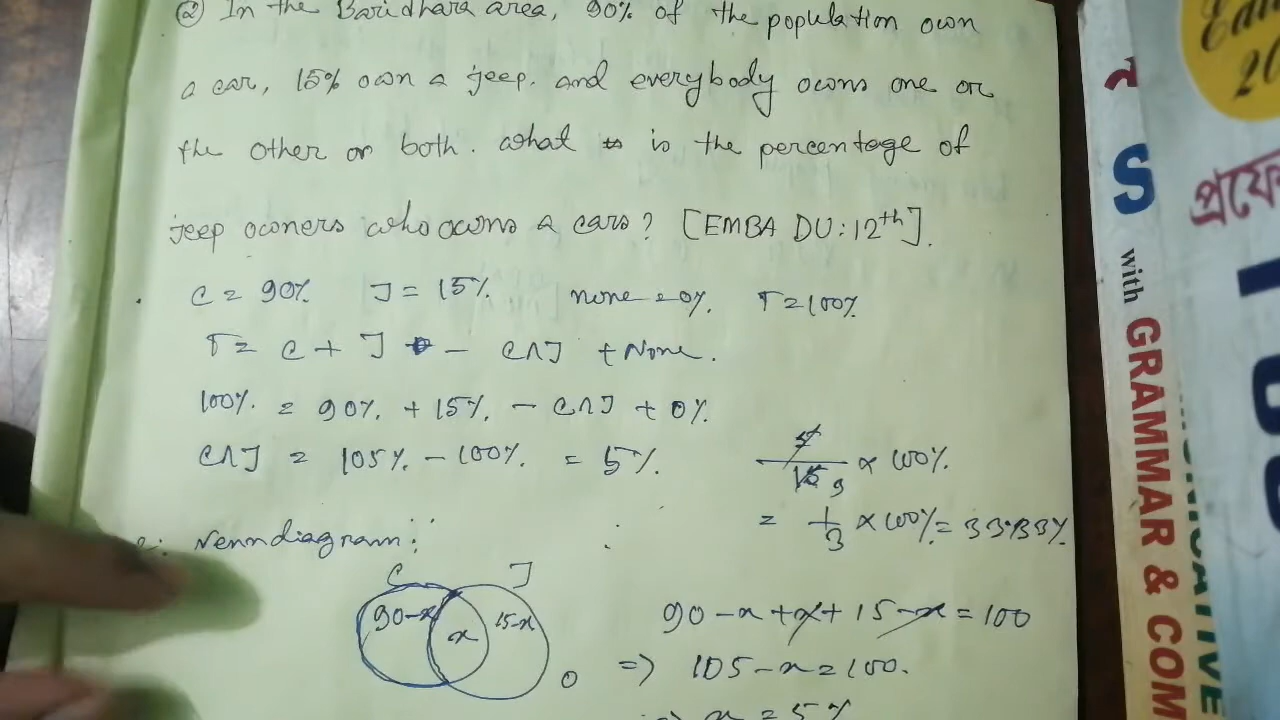 ② In the Baridhara area, 90% of the population own
a car, 15% own a jeep. and everybody owns one or
the other or both. what is the percentage of
jeep owners who owns a cars? [EMBA DU:12th].
C = 90% J = 15% none = 0%. T = 100%
T = C + J - C∩J + None.
100% = 90% + 15% - C∩J + 0%
C∩J = 105% - 100% = 5%
5/15 3 × 100%
= 1/3 × 100% = 33.33%
Venndiagram:
C J
90-x x 15-x
0
90-x+x+15-x = 100
=> 105-x = 100.
=> x = 5%
S with GRAMMAR & COM
প্রফে